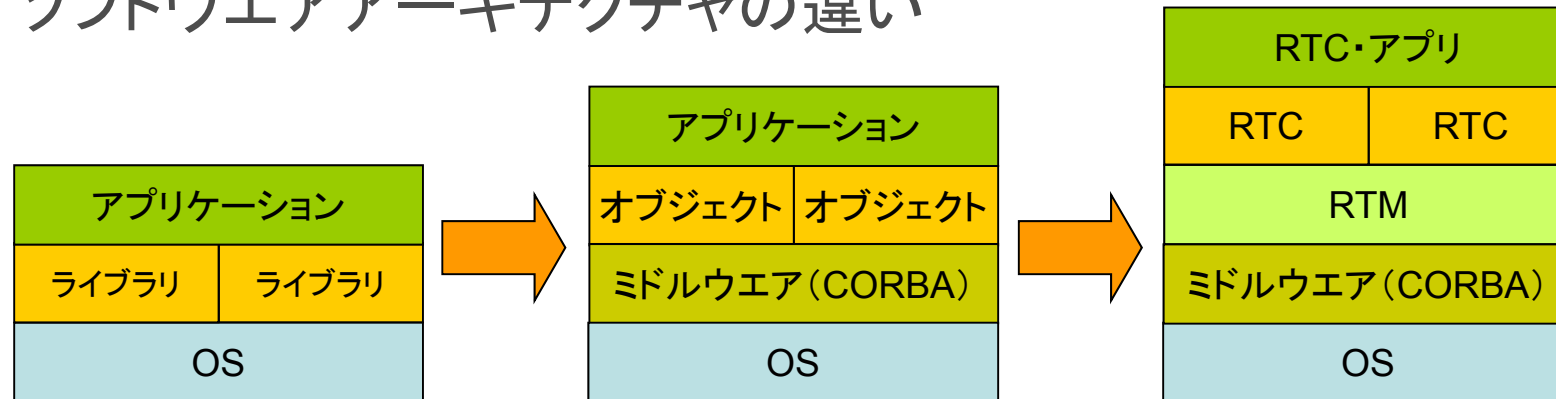 ソフトウエアアーキテクチャの違い
アプリケーション
ライブラリ ライブラリ
OS
アプリケーション
オブジェクト オブジェクト
ミドルウエア(CORBA)
OS
RTC・アプリ
RTC RTC
RTM
ミドルウエア(CORBA)
OS